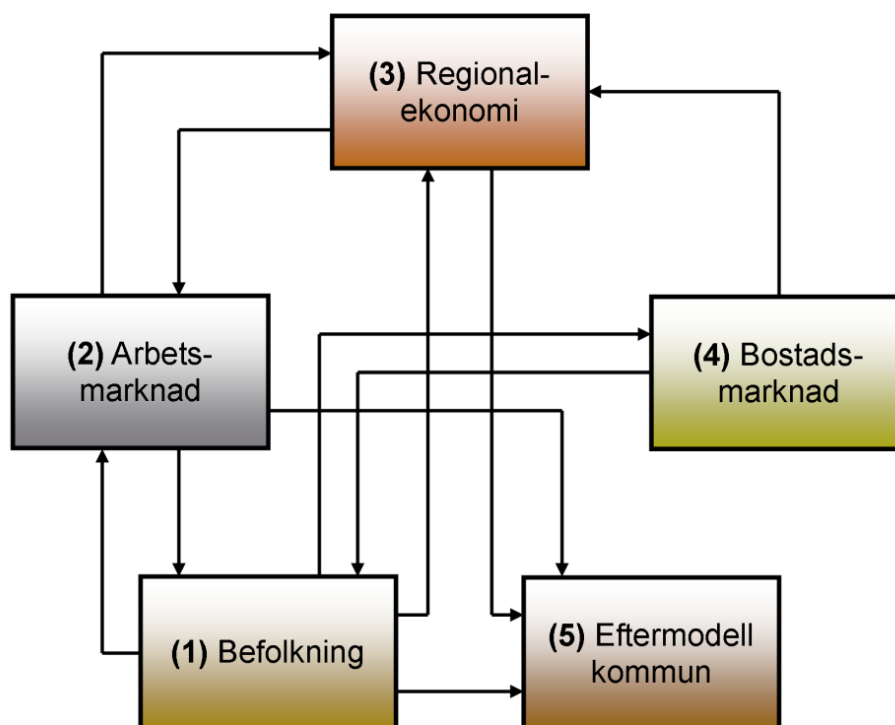 (3) Regional-
ekonomi
(2) Arbets-
marknad
(4) Bostads-
marknad
(1) Befolkning
(5) Eftermodell
kommun